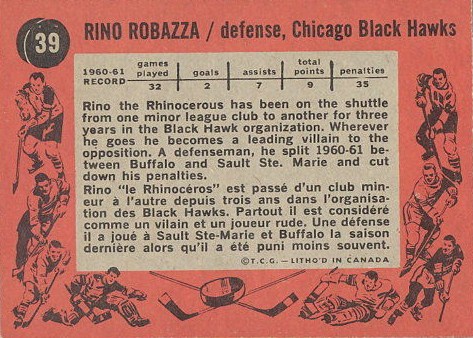 39
RINO ROBAZZA / defense, Chicago Black Hawks
1960-61 RECORD games played goals assists total points penalties
32 2 7 9 35
Rino the Rhinocerous has been on the shuttle
from one minor league club to another for three
years in the Black Hawk organization. Wherever
he goes he becomes a leading villain to the
opposition. A defenseman, he split 1960-61 be-
tween Buffalo and Sault Ste. Marie and cut
down his penalties.
Rino "le Rhinocéros" est passé d'un club min-
eur à l'autre depuis trois ans dans l'organisa-
tion des Black Hawks. Partout il est considéré
comme un vilain et un joueur rude. Une défense
il a joué à Sault Ste-Marie et Buffalo la saison
dernière alors qu'il a été puni moins souvent.
©T.C.G. – LITHO'D IN CANADA